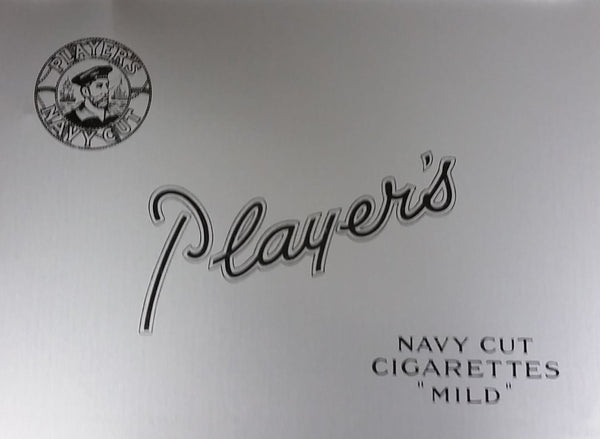 PLAYER'S
NAVY CUT
Player's
NAVY CUT
CIGARETTES
"MILD"